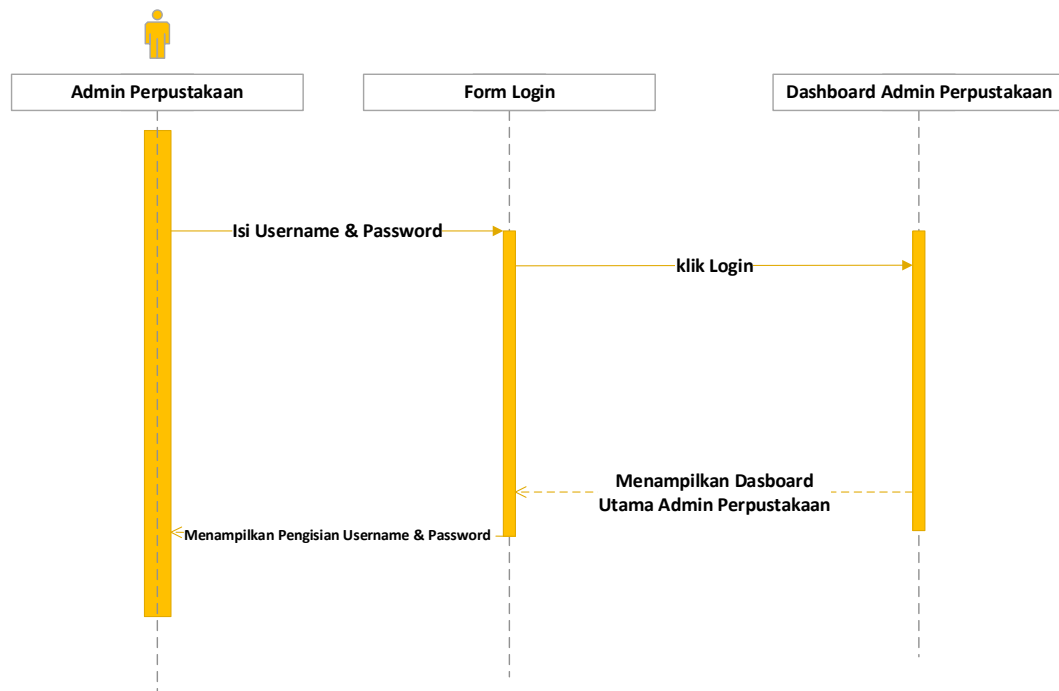 Admin Perpustakaan
Form Login
Dashboard Admin Perpustakaan
Isi Username & Password
klik Login
Menampilkan Dasboard
Utama Admin Perpustakaan
Menampilkan Pengisian Username & Password